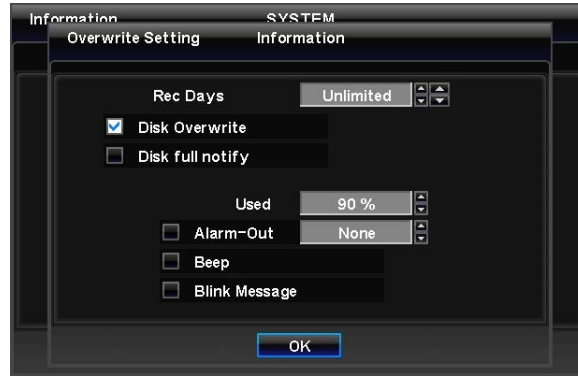 Information SYSTEM
Overwrite Setting Information
Rec Days Unlimited
Disk Overwrite
Disk full notify
Used 90 %
Alarm-Out None
Beep
Blink Message
OK